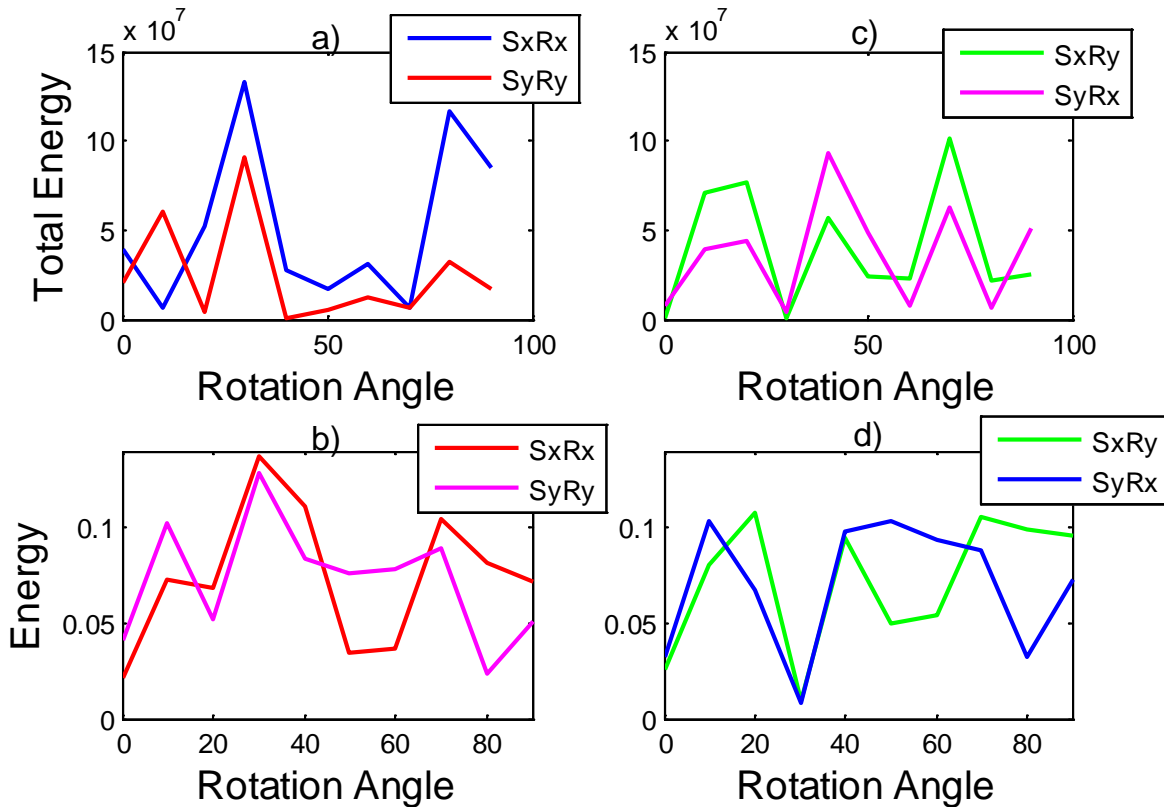 x 10^7
a)
SxRx
SyRy
15
10
5
0
Total Energy
0
50
100
Rotation Angle
x 10^7
c)
SxRy
SyRx
15
10
5
0
0
50
100
Rotation Angle
b)
SxRx
SyRy
0.1
0.05
0
Energy
0
20
40
60
80
Rotation Angle
d)
SxRy
SyRx
0.1
0.05
0
0
20
40
60
80
Rotation Angle